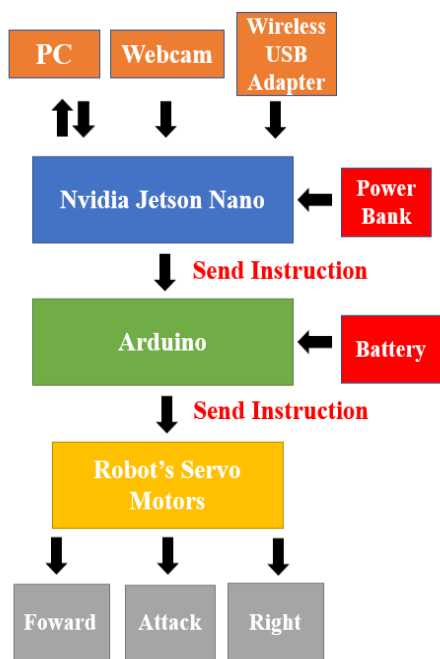 PC
Webcam
Wireless
USB
Adapter
Nvidia Jetson Nano
Power
Bank
Send Instruction
Arduino
Battery
Send Instruction
Robot's Servo
Motors
Foward
Attack
Right